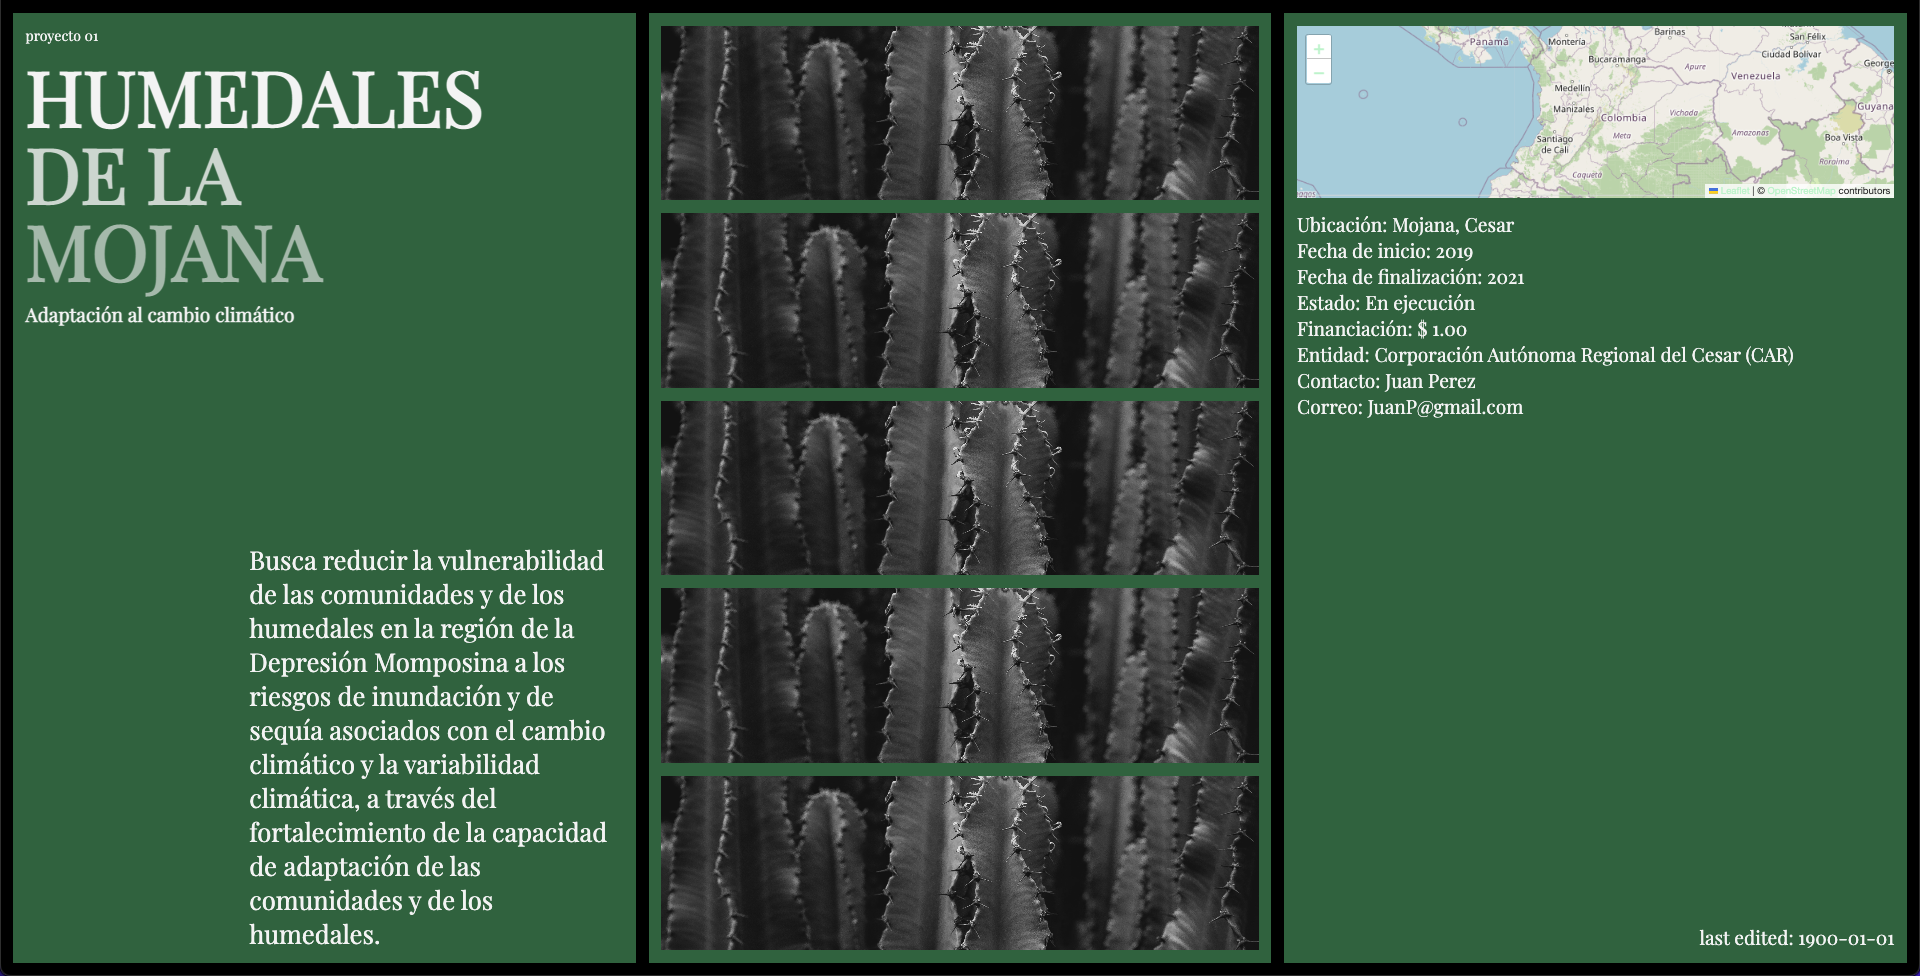 proyecto 01
HUMEDALES
DE LA
MOJANA
Adaptación al cambio climático
Busca reducir la vulnerabilidad
de las comunidades y de los
humedales en la región de la
Depresión Momposina a los
riesgos de inundación y de
sequía asociados con el cambio
climático y la variabilidad
climática, a través del
fortalecimiento de la capacidad
de adaptación de las
comunidades y de los
humedales.
+
−
Panamá
Montería
Barinas
San Félix
Ciudad Bolívar
Bucaramanga
Apure
Venezuela
George
Medellín
Manizales
Vichada
Guyana
Colombia
Meta
Amazonas
Boa Vista
Santiago
de Cali
Roraima
Caquetá
Leaflet | © OpenStreetMap contributors
Ubicación: Mojana, Cesar
Fecha de inicio: 2019
Fecha de finalización: 2021
Estado: En ejecución
Financiación: $ 1.00
Entidad: Corporación Autónoma Regional del Cesar (CAR)
Contacto: Juan Perez
Correo: JuanP@gmail.com
last edited: 1900-01-01